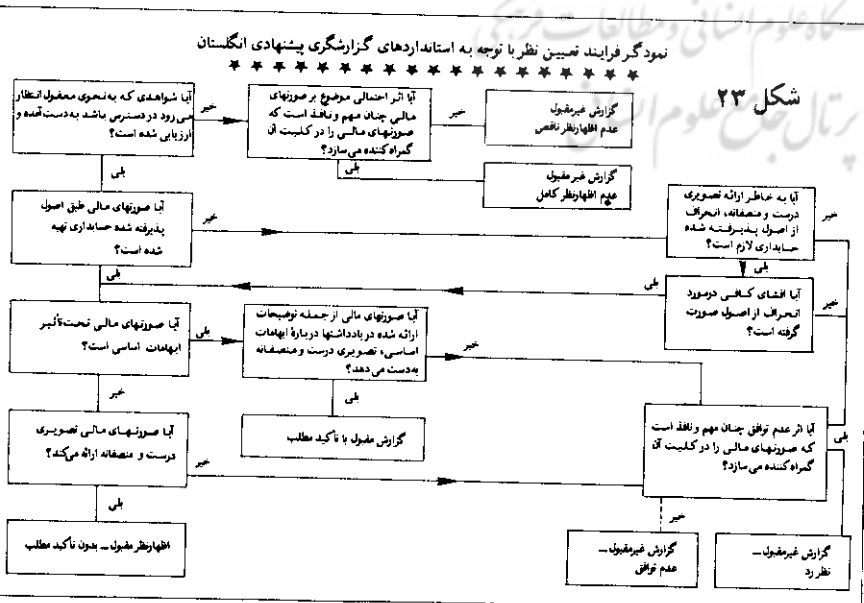 نمودگر فرایند تعیین نظر با توجه به استانداردهای گزارشگری پیشنهادی انگلستان
شکل ۲۳
آیا شواهدی که به‌نحوی معقول انتظار
می‌رود در دسترس باشد به‌دست آمده و
ارزیابی شده است؟
خیر
آیا اثر احتمالی موضوع بر صورتهای
مالی چنان مهم و نافذ است که
صورتهای مالی را در کلیت آن
گمراه کننده می‌سازد؟
خیر
گزارش غیرمقبول
عدم اظهارنظر ناقص
بلی
گزارش غیرمقبول
عدم اظهارنظر کامل
بلی
آیا صورتهای مالی طبق اصول
پذیرفته شده حسابداری تهیه
شده است؟
خیر
آیا به خاطر ارائه تصویری
درست و منصفانه، انحراف
از اصول پذیرفته شده
حسابداری لازم است؟
خیر
بلی
آیا افشای کافی درمورد
انحراف از اصول صورت
گرفته است؟
خیر
بلی
بلی
آیا صورتهای مالی تحت‌تأثیر
ابهامات اساسی است؟
بلی
آیا صورتهای مالی از جمله توضیحات
ارائه شده در یادداشتها دربارهٔ ابهامات
اساسی، تصویری درست و منصفانه
به‌دست می‌دهد؟
خیر
بلی
گزارش مقبول با تأکید مطلب
خیر
آیا صورتهای مالی تصویری
درست و منصفانه ارائه می‌کند؟
خیر
آیا اثر عدم توافق چنان مهم و نافذ است
که صورتهای مالی را در کلیت آن
گمراه کننده می‌سازد؟
بلی
خیر
بلی
اظهارنظر مقبول ــ بدون تأکید مطلب
گزارش غیرمقبول ــ
عدم توافق
گزارش غیرمقبول ــ
نظر رد
پرتال جامع علوم انسانی